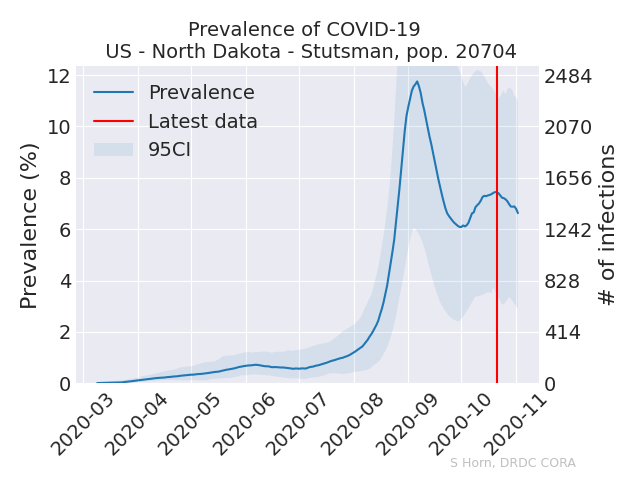 Prevalence of COVID-19
US - North Dakota - Stutsman, pop. 20704
Prevalence (%)
12
10
8
6
4
2
0
Prevalence
Latest data
95CI
2484
2070
1656
1242
828
414
0
# of infections
2020-03
2020-04
2020-05
2020-06
2020-07
2020-08
2020-09
2020-10
2020-11
S Horn, DRDC CORA